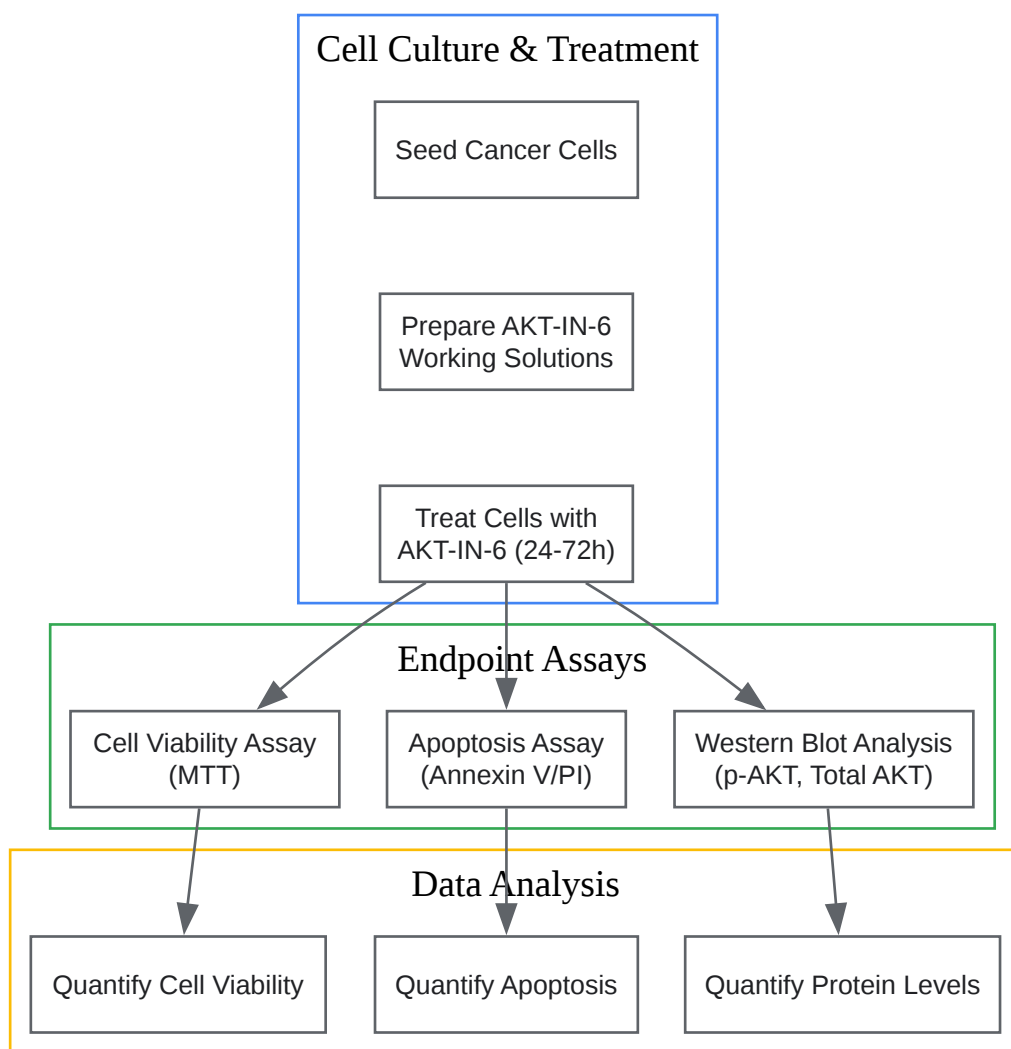 Cell Culture & Treatment
Seed Cancer Cells
Prepare AKT-IN-6
Working Solutions
Treat Cells with
AKT-IN-6 (24-72h)
Endpoint Assays
Cell Viability Assay
(MTT)
Apoptosis Assay
(Annexin V/PI)
Western Blot Analysis
(p-AKT, Total AKT)
Data Analysis
Quantify Cell Viability
Quantify Apoptosis
Quantify Protein Levels